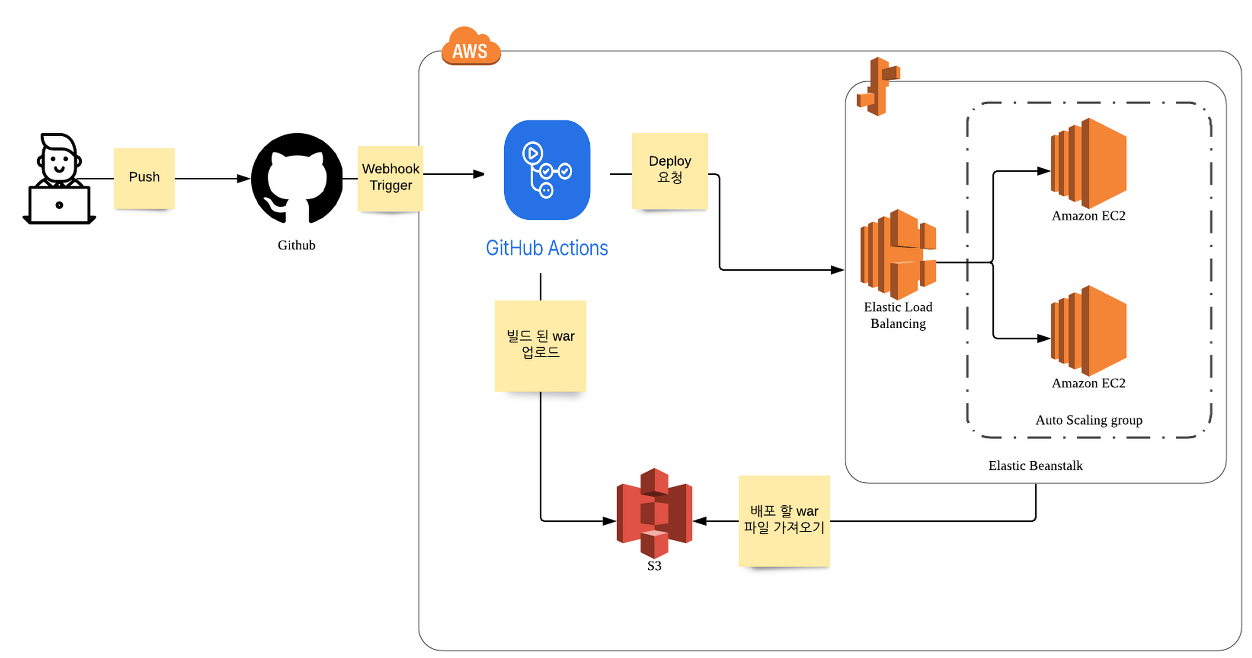 AWS
Push
Github
Webhook
Trigger
GitHub Actions
Deploy
요청
빌드 된 war
업로드
S3
배포 할 war
파일 가져오기
Elastic Load
Balancing
Amazon EC2
Amazon EC2
Auto Scaling group
Elastic Beanstalk